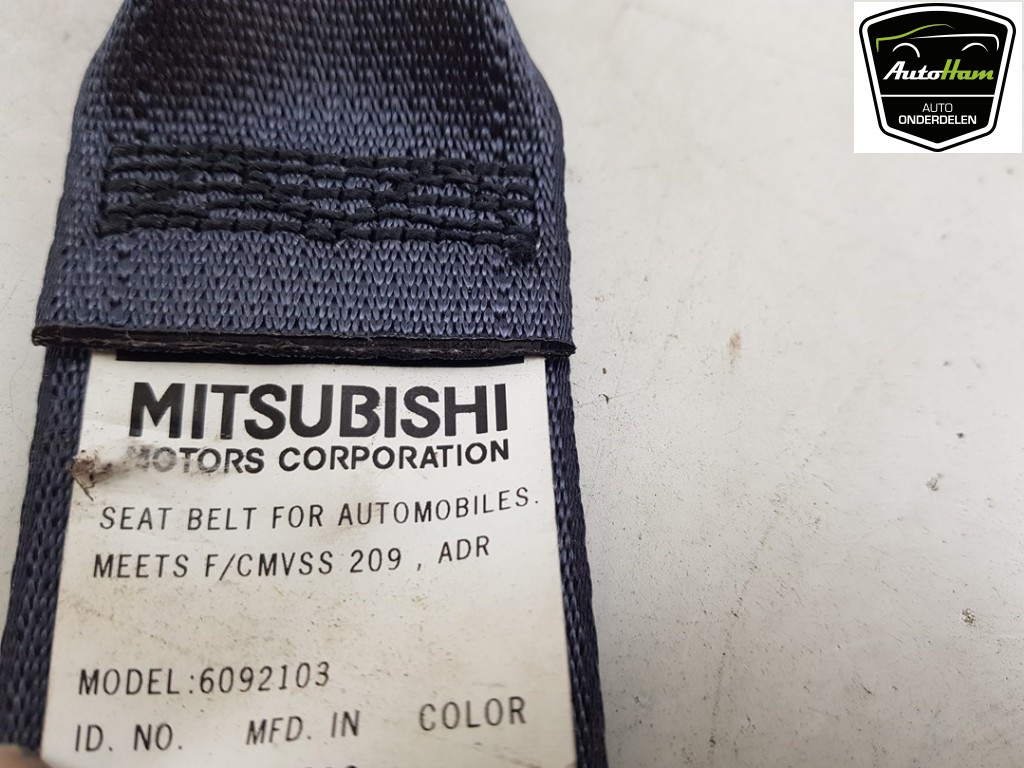 AutoHam
AUTO
ONDERDELEN
MITSUBISHI
MOTORS CORPORATION
SEAT BELT FOR AUTOMOBILES.
MEETS F/CMVSS 209 , ADR
MODEL:6092103
ID. NO. MFD. IN COLOR